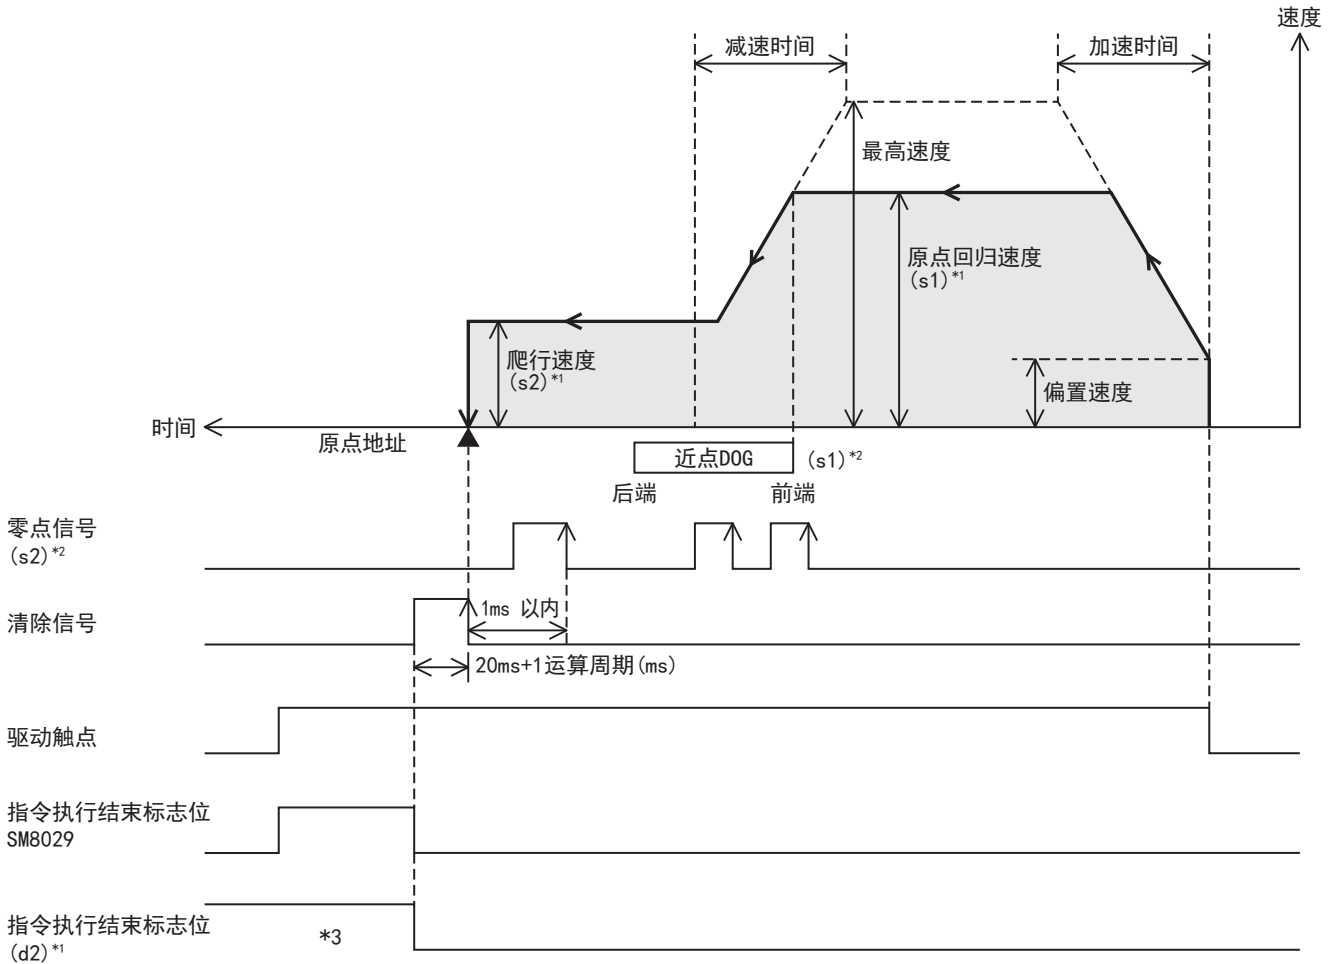 速度
减速时间
加速时间
最高速度
原点回归速度
(s1)*1
爬行速度
(s2)*1
偏置速度
时间
原点地址
近点DOG
(s1)*2
后端
前端
零点信号
(s2)*2
清除信号
1ms 以内
20ms+1运算周期(ms)
驱动触点
指令执行结束标志位
SM8029
指令执行结束标志位
(d2)*1
*3